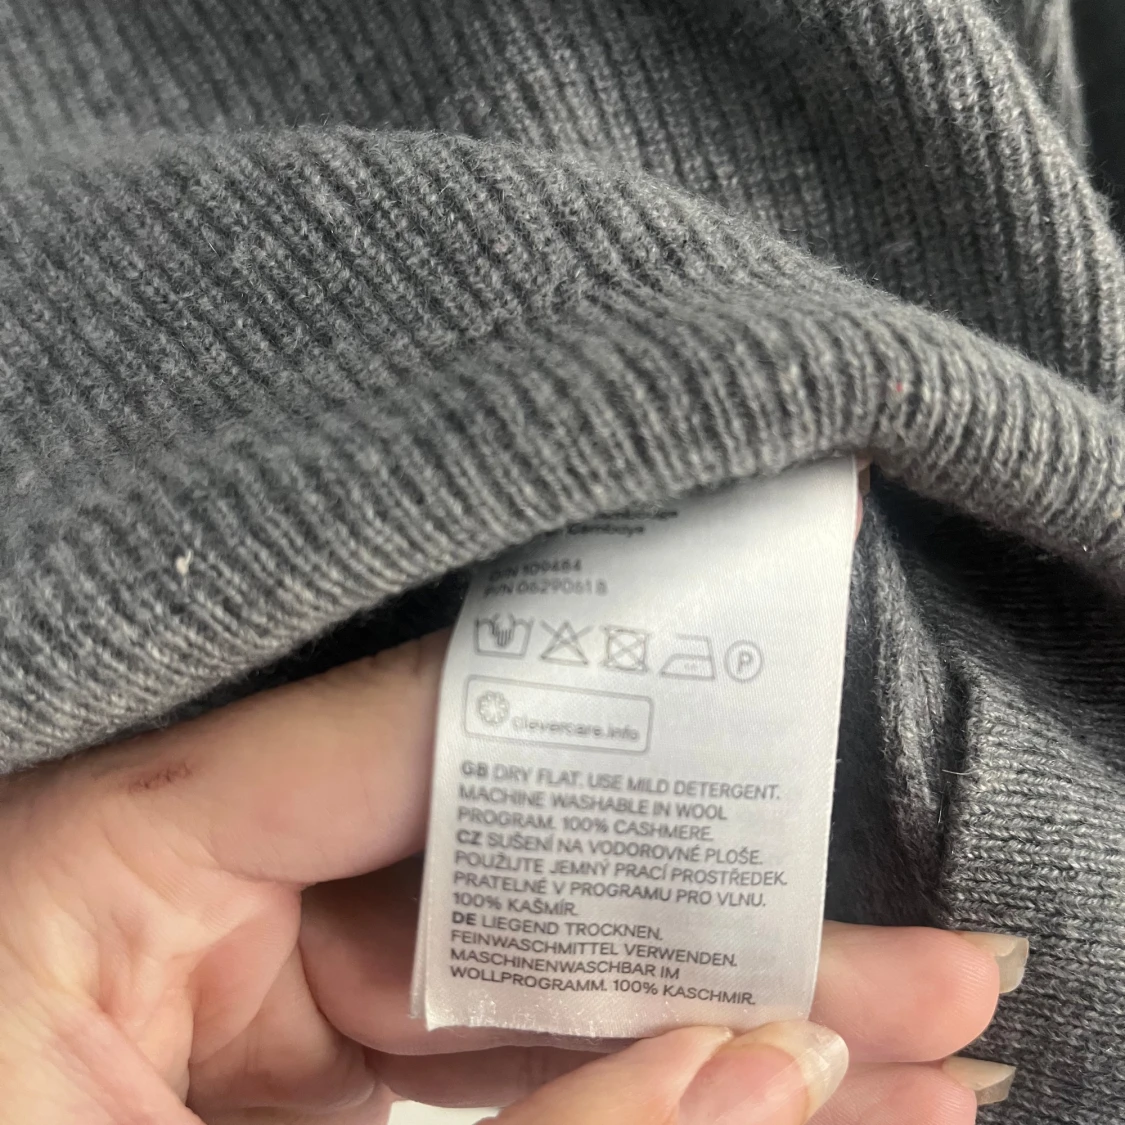 P
clevercare.info
GB DRY FLAT. USE MILD DETERGENT.
MACHINE WASHABLE IN WOOL
PROGRAM. 100% CASHMERE.
CZ SUŠENÍ NA VODOROVNÉ PLOŠE.
POUŽIJTE JEMNÝ PRACÍ PROSTŘEDEK.
PRATELNÉ V PROGRAMU PRO VLNU.
100% KAŠMÍR.
DE LIEGEND TROCKNEN.
FEINWASCHMITTEL VERWENDEN.
MASCHINENWASCHBAR IM
WOLLPROGRAMM. 100% KASCHMIR.